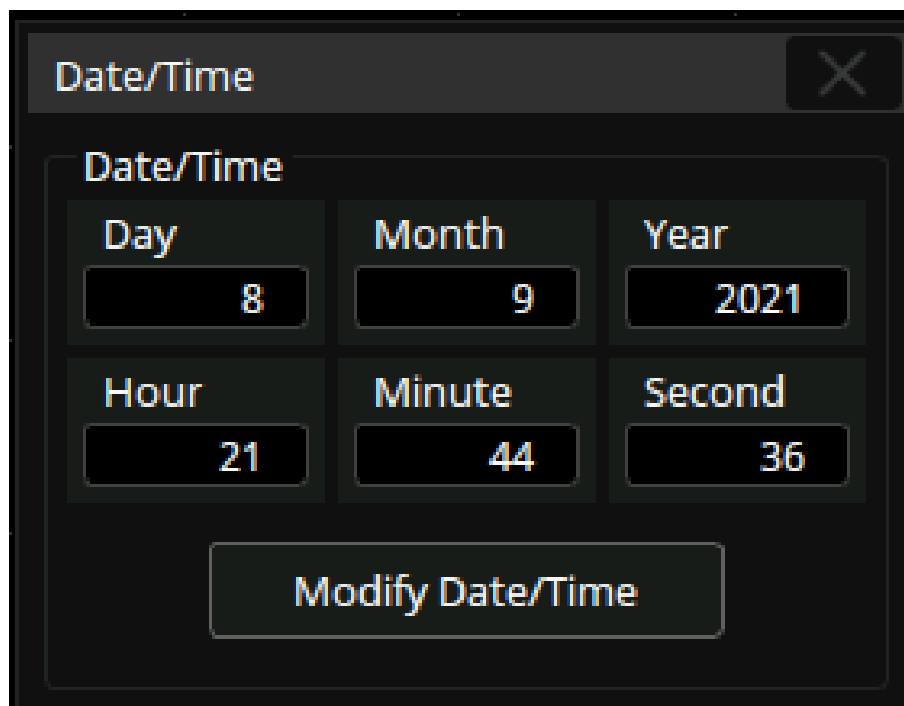 Date/Time
Date/Time
Day Month Year
8 9 2021
Hour Minute Second
21 44 36
Modify Date/Time